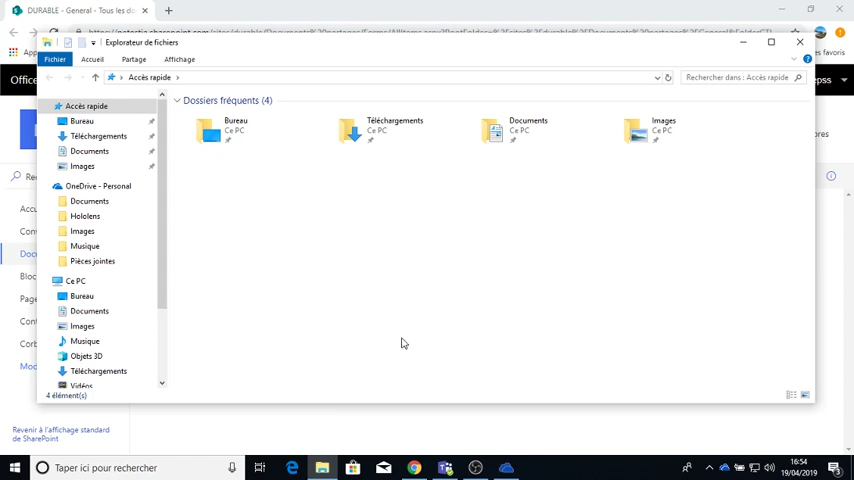 DURABLE - General - Tous les do
Explorateur de fichiers
Fichier Accueil Partage Affichage
Accès rapide
Rechercher dans : Accès rapide
Office
Accès rapide
Bureau
Téléchargements
Documents
Images
OneDrive - Personal
Documents
Hololens
Images
Musique
Pièces jointes
Ce PC
Bureau
Documents
Images
Musique
Objets 3D
Téléchargements
Vidéos
Dossiers fréquents (4)
Bureau
Ce PC
Téléchargements
Ce PC
Documents
Ce PC
Images
Ce PC
4 élément(s)
Revenir à l'affichage standard
de SharePoint
Taper ici pour rechercher
16:54
19/04/2019
3